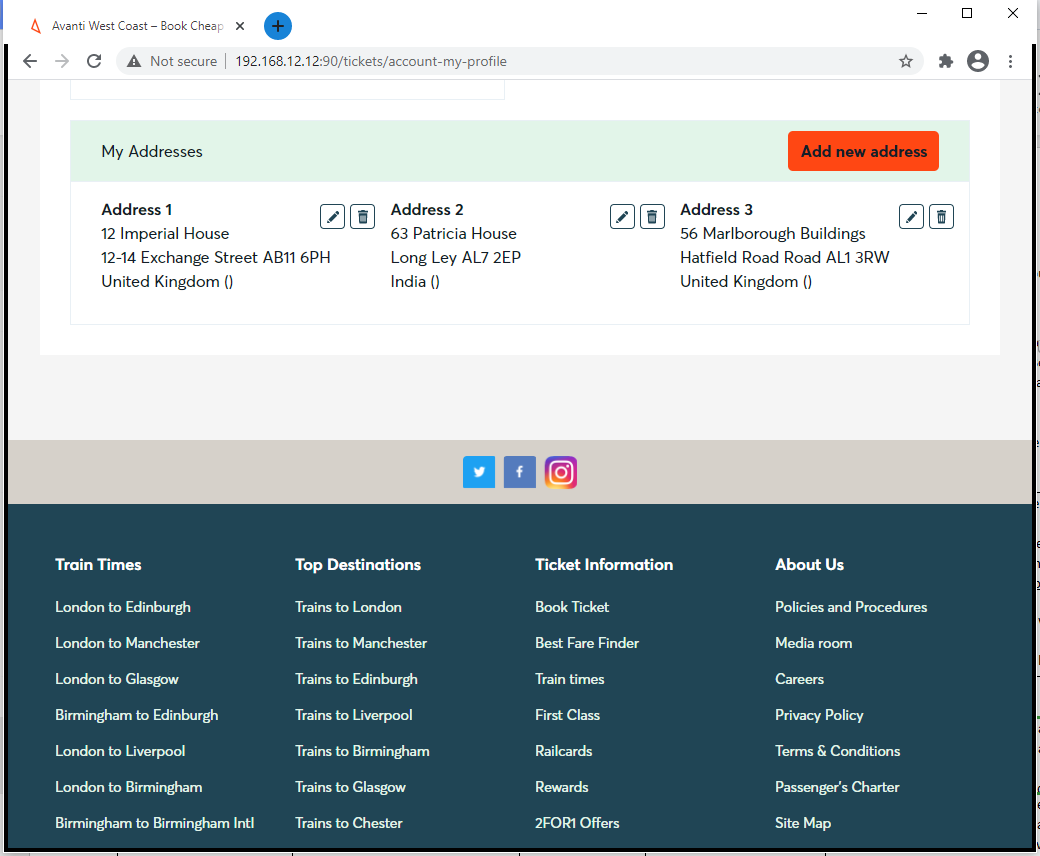 Avanti West Coast – Book Cheap
Not secure
192.168.12.12:90/tickets/account-my-profile
My Addresses
Add new address
Address 1
12 Imperial House
12-14 Exchange Street AB11 6PH
United Kingdom ()
Address 2
63 Patricia House
Long Ley AL7 2EP
India ()
Address 3
56 Marlborough Buildings
Hatfield Road Road AL1 3RW
United Kingdom ()
Train Times
London to Edinburgh
London to Manchester
London to Glasgow
Birmingham to Edinburgh
London to Liverpool
London to Birmingham
Birmingham to Birmingham Intl
Top Destinations
Trains to London
Trains to Manchester
Trains to Edinburgh
Trains to Liverpool
Trains to Birmingham
Trains to Glasgow
Trains to Chester
Ticket Information
Book Ticket
Best Fare Finder
Train times
First Class
Railcards
Rewards
2FOR1 Offers
About Us
Policies and Procedures
Media room
Careers
Privacy Policy
Terms & Conditions
Passenger's Charter
Site Map